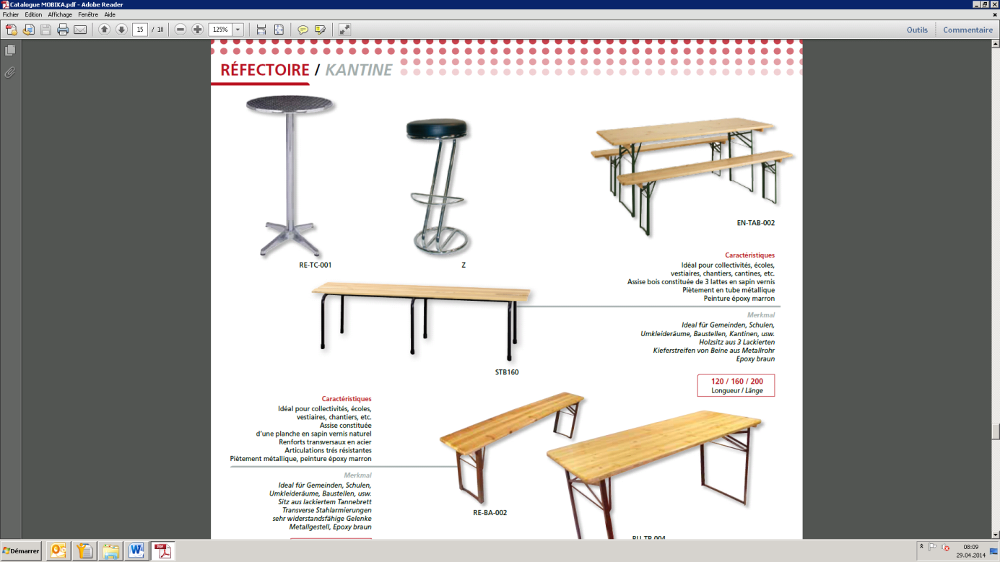 Catalogue MOBIKA.pdf - Adobe Reader
Fichier Edition Affichage Fenêtre Aide
15 / 18 125% Outils Commentaire
RÉFECTOIRE / KANTINE
RE-TC-001
Z
EN-TAB-002
Caractéristiques
Idéal pour collectivités, écoles,
vestiaires, chantiers, cantines, etc.
Assise bois constituée de 3 lattes en sapin vernis
Piètement en tube métallique
Peinture époxy marron
Merkmal
Ideal für Gemeinden, Schulen,
Umkleideräume, Baustellen, Kantinen, usw.
Holzsitz aus 3 Lackierten
Kieferstreifen von Beine aus Metallrohr
Epoxy braun
STB160
120 / 160 / 200
Longueur / Länge
Caractéristiques
Idéal pour collectivités, écoles,
vestiaires, chantiers, etc.
Assise constituée
d'une planche en sapin vernis naturel
Renforts transversaux en acier
Articulations trés résistantes
Piètement métallique, peinture époxy marron
Merkmal
Ideal für Gemeinden, Schulen,
Umkleideräume, Baustellen, usw.
Sitz aus lackiertem Tannebrett
Transverse Stahlarmierungen
sehr widerstandsfähige Gelenke
Metallgestell, Epoxy braun
RE-BA-002
Démarrer
08:09
29.04.2014